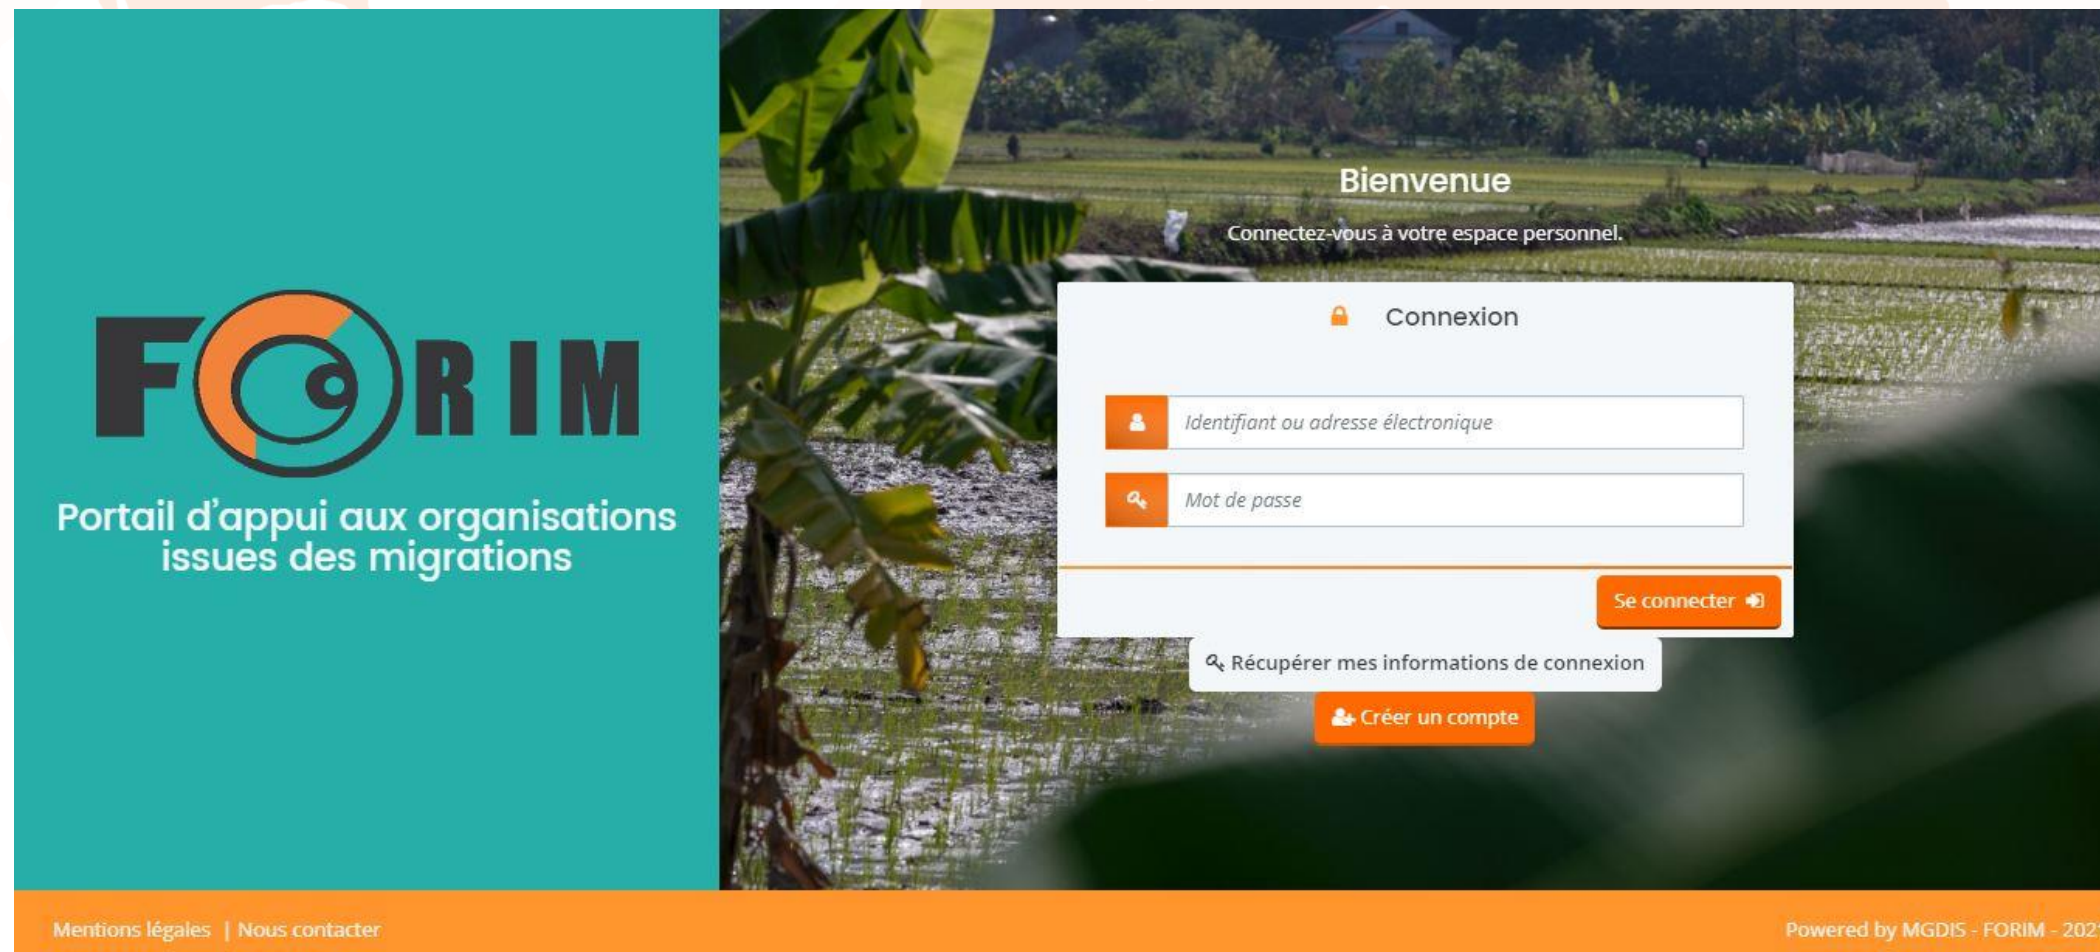 FORIM
Portail d'appui aux organisations
issues des migrations
Bienvenue
Connectez-vous à votre espace personnel.
Connexion
Identifiant ou adresse électronique
Mot de passe
Se connecter
Récupérer mes informations de connexion
Créer un compte
Mentions légales | Nous contacter
Powered by MGDIS - FORIM -